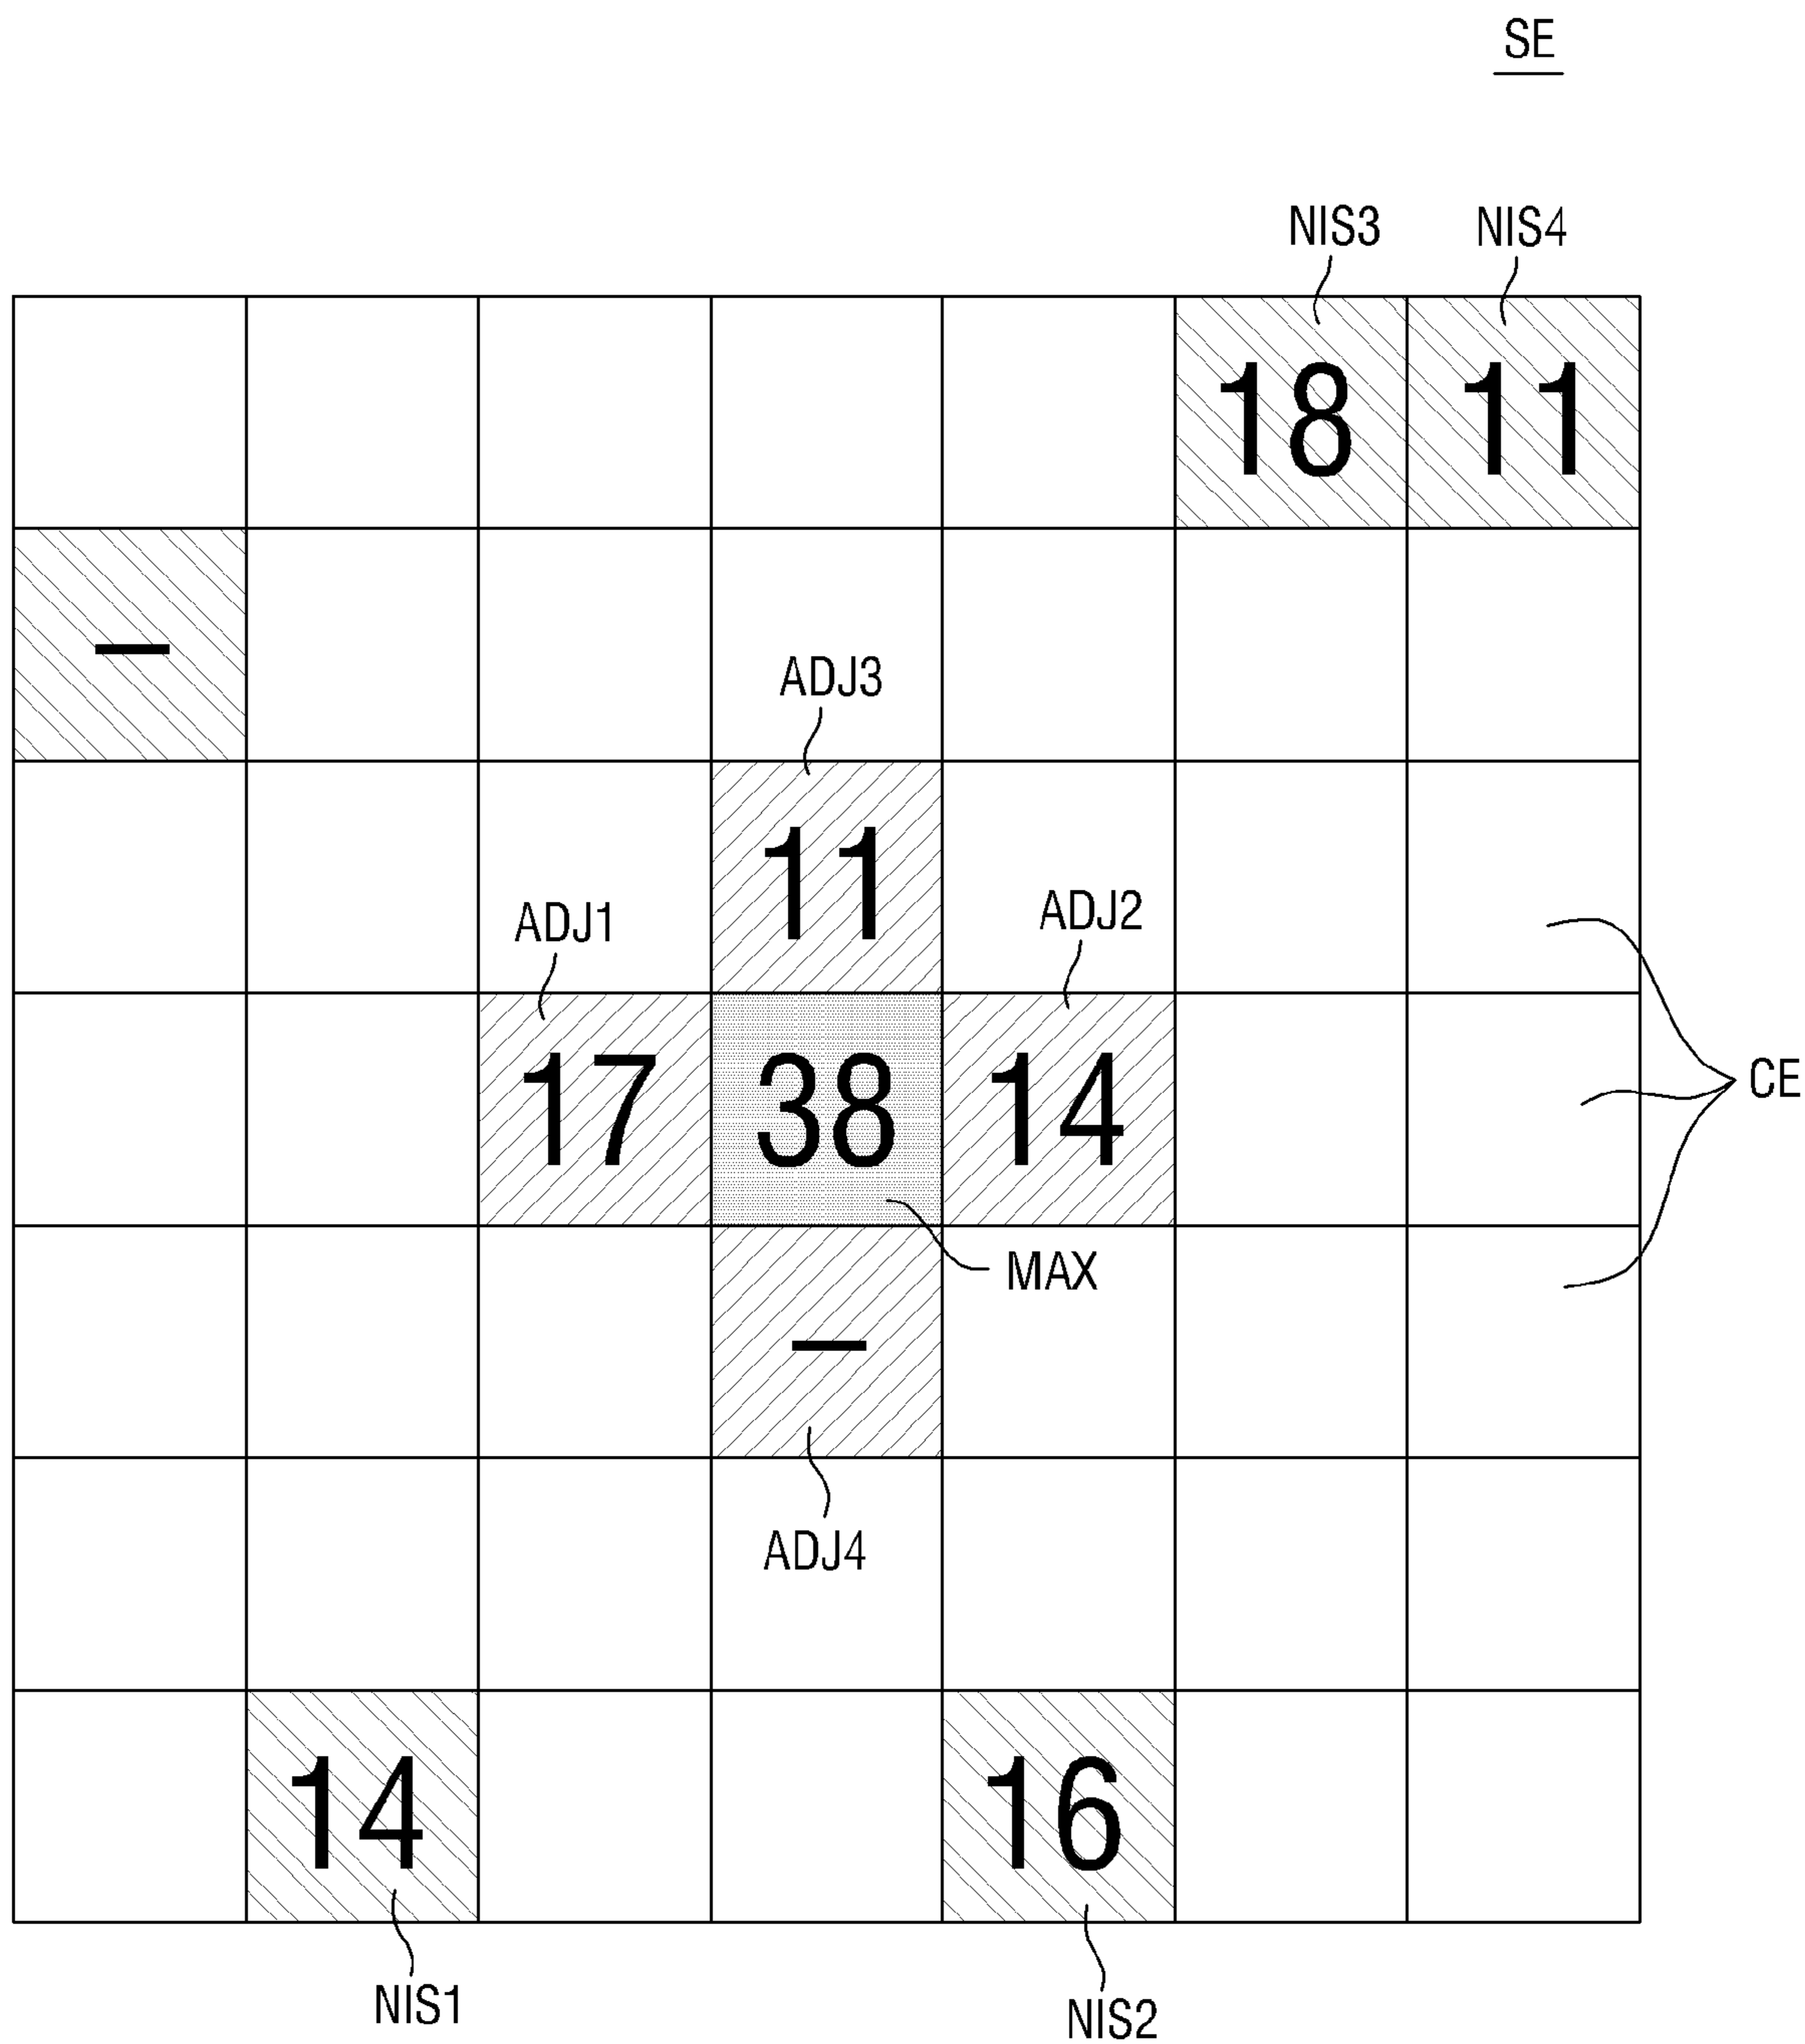 SE
NIS3 NIS4
18 11
—
ADJ3
11
ADJ1 ADJ2
17 38 14
CE
MAX
—
ADJ4
14 16
NIS1 NIS2